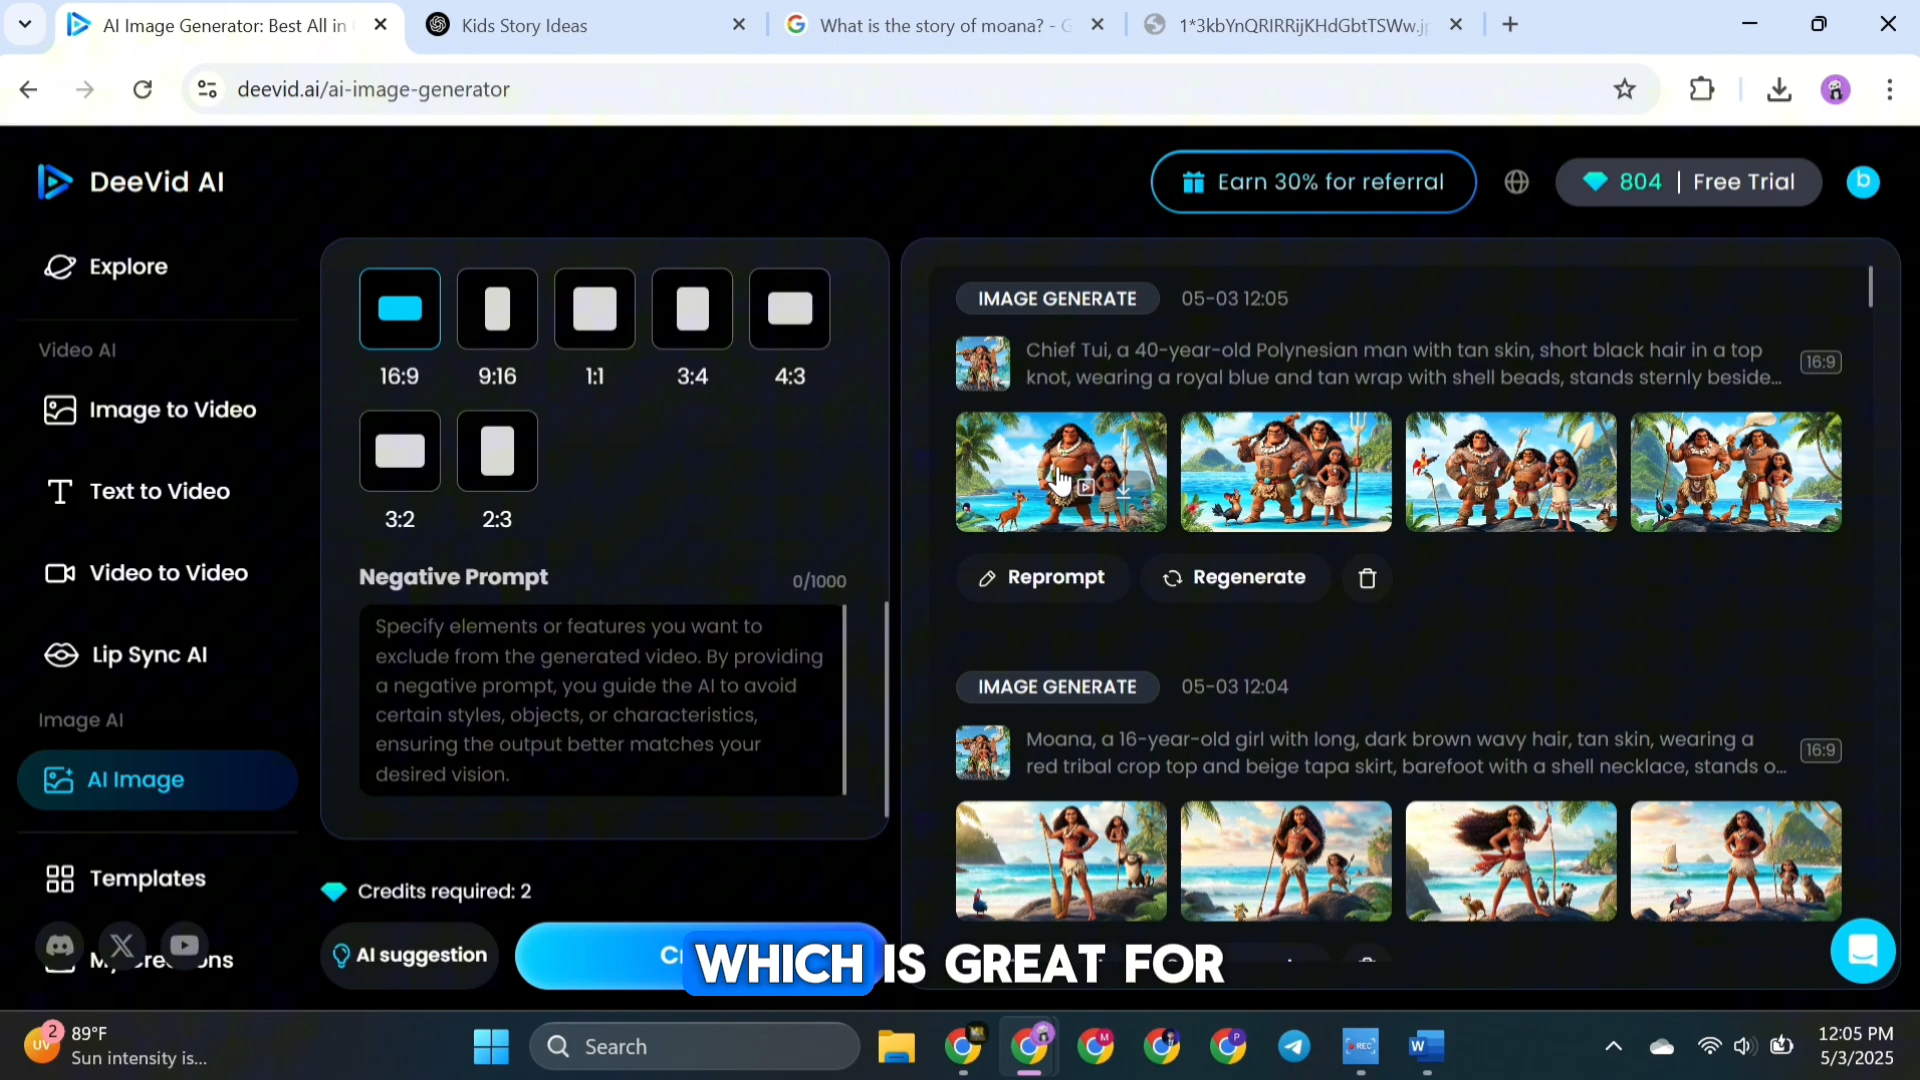 AI Image Generator: Best All in
Kids Story Ideas
What is the story of moana? - G
1*3kbYnQRIRRijKHdGbtTSWw.j
deevid.ai/ai-image-generator
DeeVid AI
Earn 30% for referral
804 | Free Trial
b
Explore
Video AI
Image to Video
Text to Video
Video to Video
Lip Sync AI
Image AI
AI Image
Templates
16:9
9:16
1:1
3:4
4:3
3:2
2:3
Negative Prompt
0/1000
Specify elements or features you want to
exclude from the generated video. By providing
a negative prompt, you guide the AI to avoid
certain styles, objects, or characteristics,
ensuring the output better matches your
desired vision.
Credits required: 2
AI suggestion
IMAGE GENERATE
05-03 12:05
Chief Tui, a 40-year-old Polynesian man with tan skin, short black hair in a top
knot, wearing a royal blue and tan wrap with shell beads, stands sternly beside...
16:9
Reprompt
Regenerate
IMAGE GENERATE
05-03 12:04
Moana, a 16-year-old girl with long, dark brown wavy hair, tan skin, wearing a
red tribal crop top and beige tapa skirt, barefoot with a shell necklace, stands o...
16:9
WHICH IS GREAT FOR
2
UV
89°F
Sun intensity is...
Search
M
P
REC
W
12:05 PM
5/3/2025